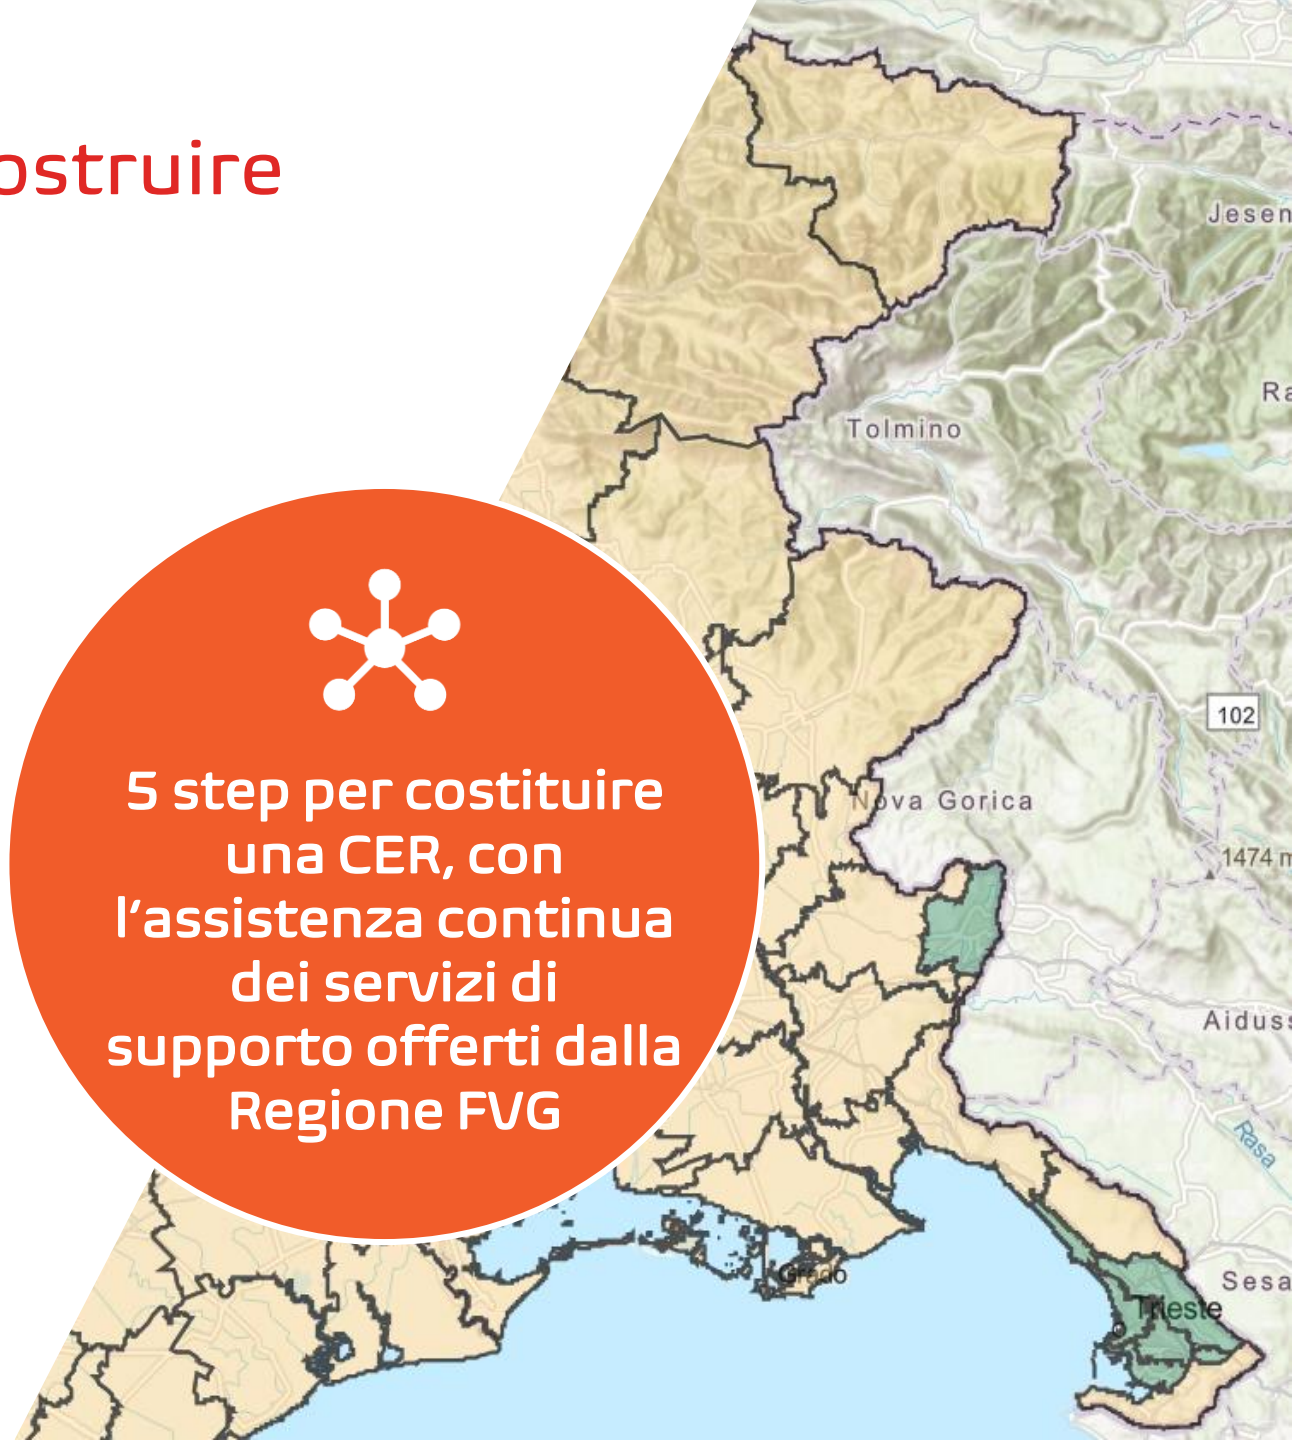 ostruire
Jesen
Ra
Tolmino
102
Nova Gorica
1474 m
5 step per costituire
una CER, con
l’assistenza continua
dei servizi di
supporto offerti dalla
Regione FVG
Aiduss
Rasa
Grado
Sesa
Trieste